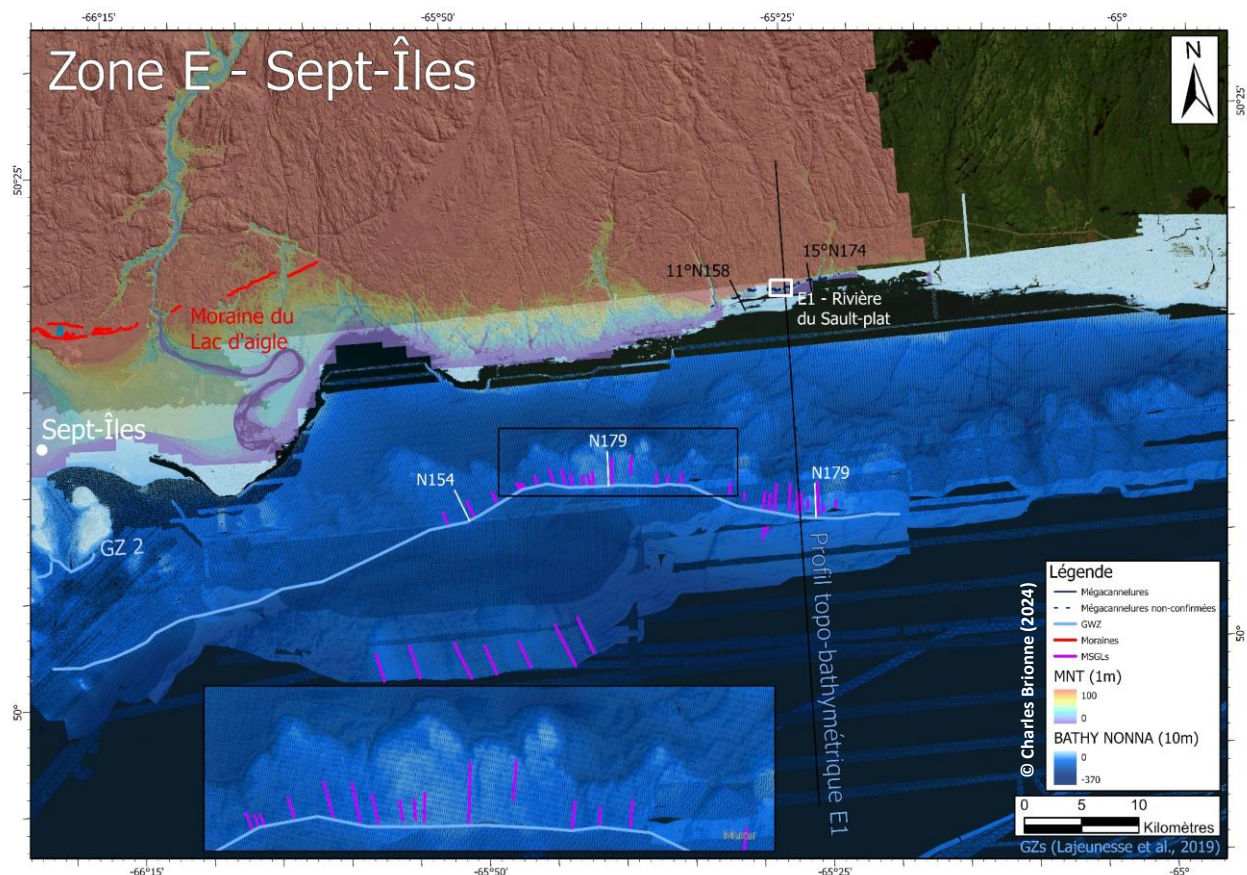 -66°15'
-65°50'
-65°25'
-65°
Zone E - Sept-Îles
N
50°25'
50°25'
15°N174
11°N158
E1 - Rivière
du Sault-plat
Moraine du
Lac d'aigle
Sept-Îles
N179
N154
N179
GZ 2
Profil topo-bathymétrique E1
50°
50°
Légende
Mégacannelures
Mégacannelures non-confirmées
GWZ
Moraines
MSGLs
MNT (1m)
100
0
BATHY NONNA (10m)
0
-370
© Charles Brionne (2024)
0 5 10
Kilomètres
GZs (Lajeunesse et al., 2019)
-66°15'
-65°50'
-65°25'
-65°